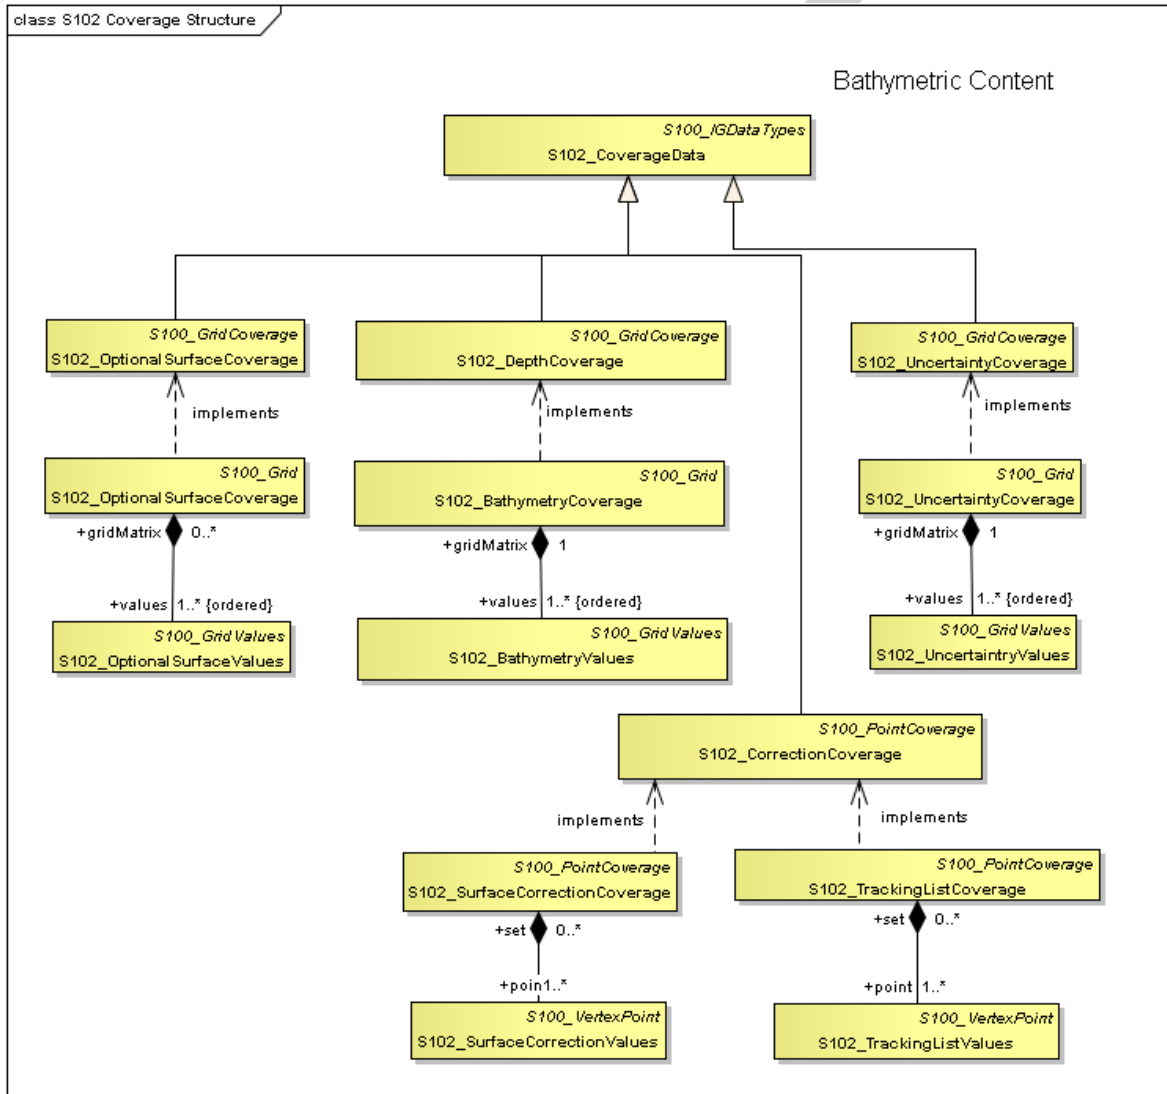 class S102 Coverage Structure
Bathymetric Content
S100_IGDataTypes
S102_CoverageData
S100_GridCoverage
S102_OptionalSurfaceCoverage
S100_GridCoverage
S102_DepthCoverage
S100_GridCoverage
S102_UncertaintyCoverage
implements
implements
implements
S100_Grid
S102_OptionalSurfaceCoverage
S100_Grid
S102_BathymetryCoverage
S100_Grid
S102_UncertaintyCoverage
+gridMatrix 0..*
+gridMatrix 1
+gridMatrix 1
+values 1..* {ordered}
+values 1..* {ordered}
+values 1..* {ordered}
S100_GridValues
S102_OptionalSurfaceValues
S100_GridValues
S102_BathymetryValues
S100_GridValues
S102_UncertaintryValues
S100_PointCoverage
S102_CorrectionCoverage
implements
implements
S100_PointCoverage
S102_SurfaceCorrectionCoverage
S100_PointCoverage
S102_TrackingListCoverage
+set 0..*
+set 0..*
+poin1..*
+point 1..*
S100_VertexPoint
S102_SurfaceCorrectionValues
S100_VertexPoint
S102_TrackingListValues